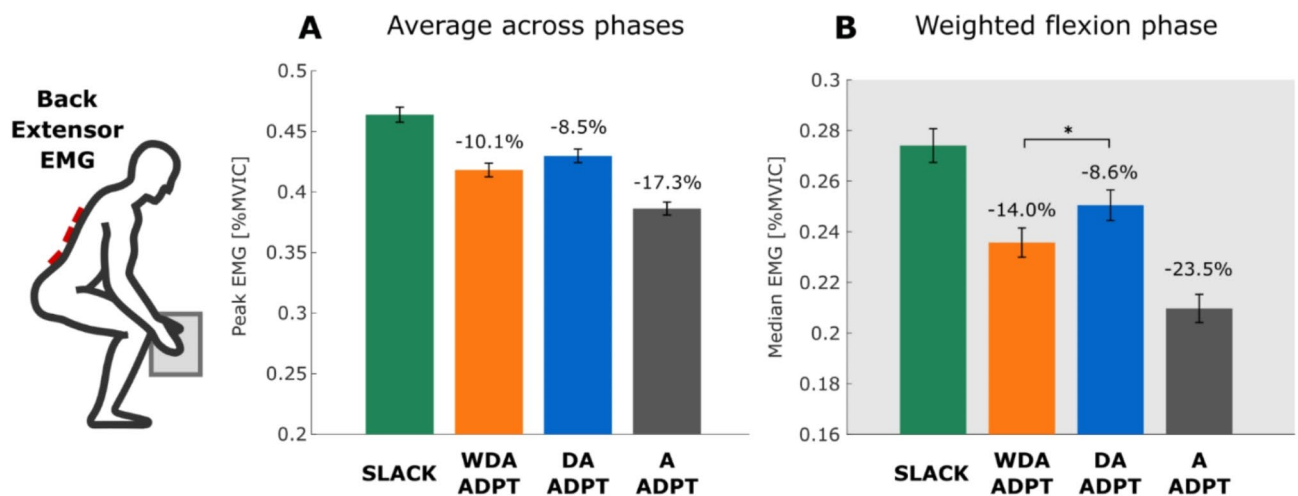 A Average across phases
B Weighted flexion phase
Back
Extensor
EMG
Peak EMG [%MVIC]
0.5
0.45
0.4
0.35
0.3
0.25
0.2
-10.1%
-8.5%
-17.3%
SLACK
WDA
ADPT
DA
ADPT
A
ADPT
Median EMG [%MVIC]
0.3
0.28
0.26
0.24
0.22
0.2
0.18
0.16
*
-14.0%
-8.6%
-23.5%
SLACK
WDA
ADPT
DA
ADPT
A
ADPT